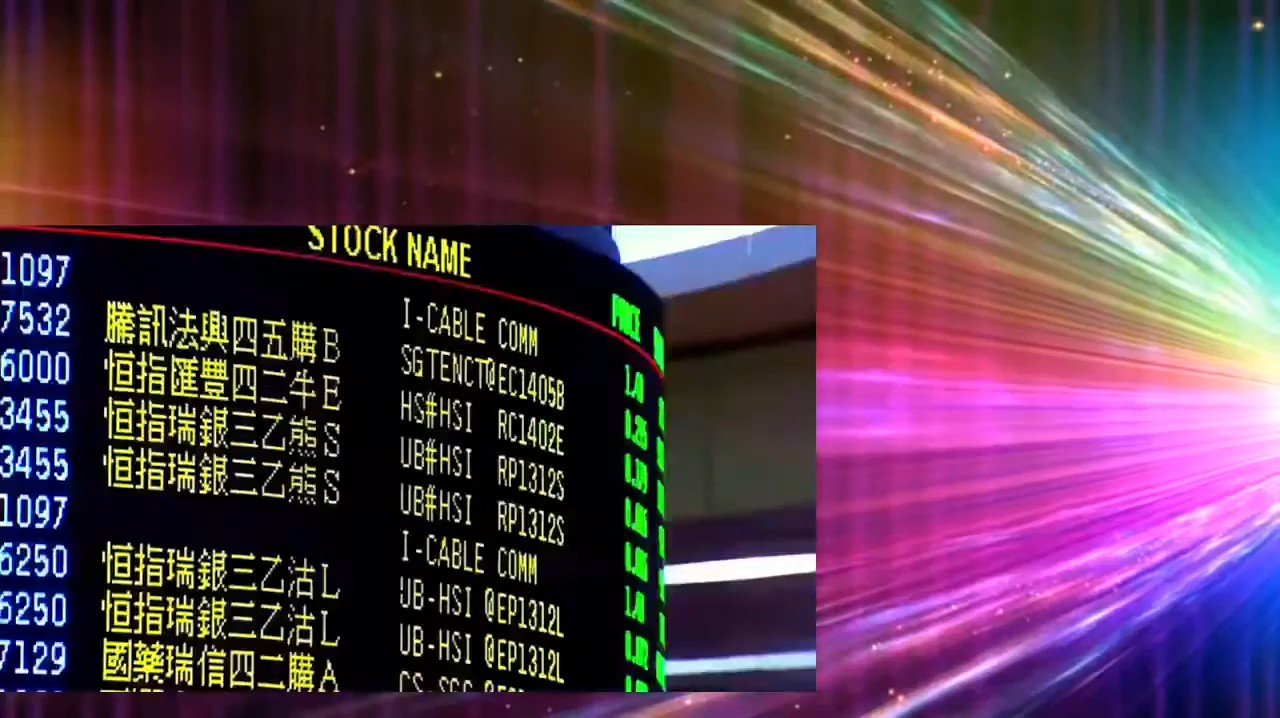 STOCK NAME
PRICE
1097 I-CABLE COMM
7532 騰訊法興四五購B SGTENCT@EC1405B
6000 恒指匯豐四二牛E HS#HSI RC1402E
3455 恒指瑞銀三乙熊S UB#HSI RP1312S
3455 恒指瑞銀三乙熊S UB#HSI RP1312S
1097 I-CABLE COMM
6250 恒指瑞銀三乙沽L UB-HSI @EP1312L
6250 恒指瑞銀三乙沽L UB-HSI @EP1312L
7129 國藥瑞信四二購A